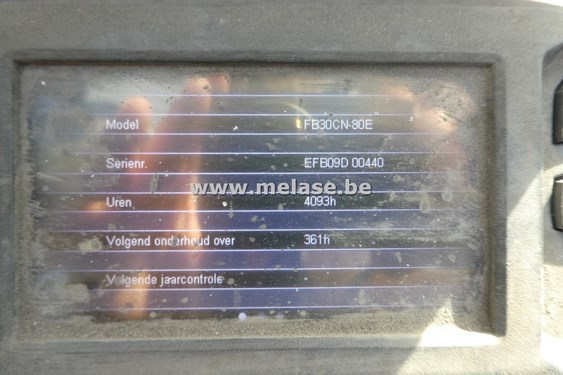 Model FB30CN-80E
Serienr. EFB09D 00440
www.melase.be
Uren 4093h
Volgend onderhoud over 361h
Volgende jaarcontrole